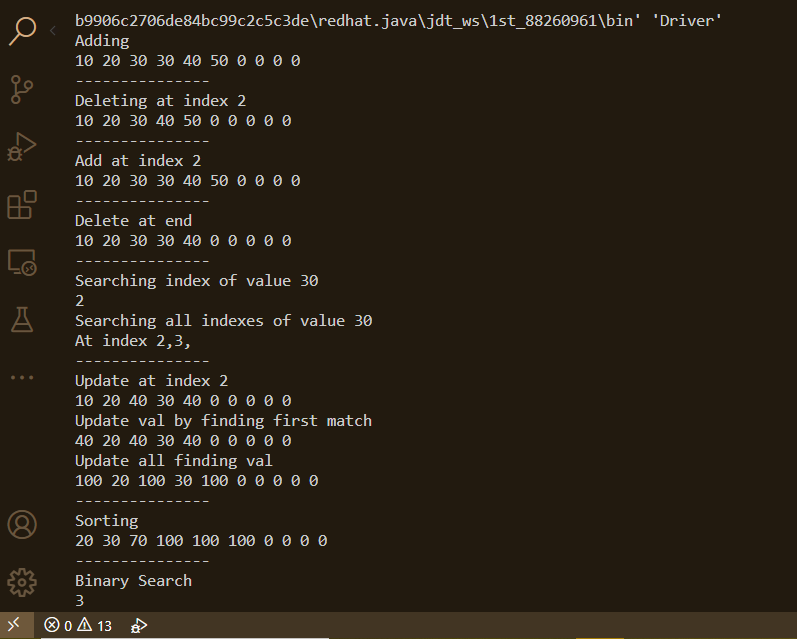 b9906c2706de84bc99c2c5c3de\redhat.java\jdt_ws\1st_88260961\bin' 'Driver'
Adding
10 20 30 30 40 50 0 0 0 0
---------------
Deleting at index 2
10 20 30 40 50 0 0 0 0 0
---------------
Add at index 2
10 20 30 30 40 50 0 0 0 0
---------------
Delete at end
10 20 30 30 40 0 0 0 0 0
---------------
Searching index of value 30
2
Searching all indexes of value 30
At index 2,3,
---------------
Update at index 2
10 20 40 30 40 0 0 0 0 0
Update val by finding first match
40 20 40 30 40 0 0 0 0 0
Update all finding val
100 20 100 30 100 0 0 0 0 0
---------------
Sorting
20 30 70 100 100 100 0 0 0 0
---------------
Binary Search
3
0 13